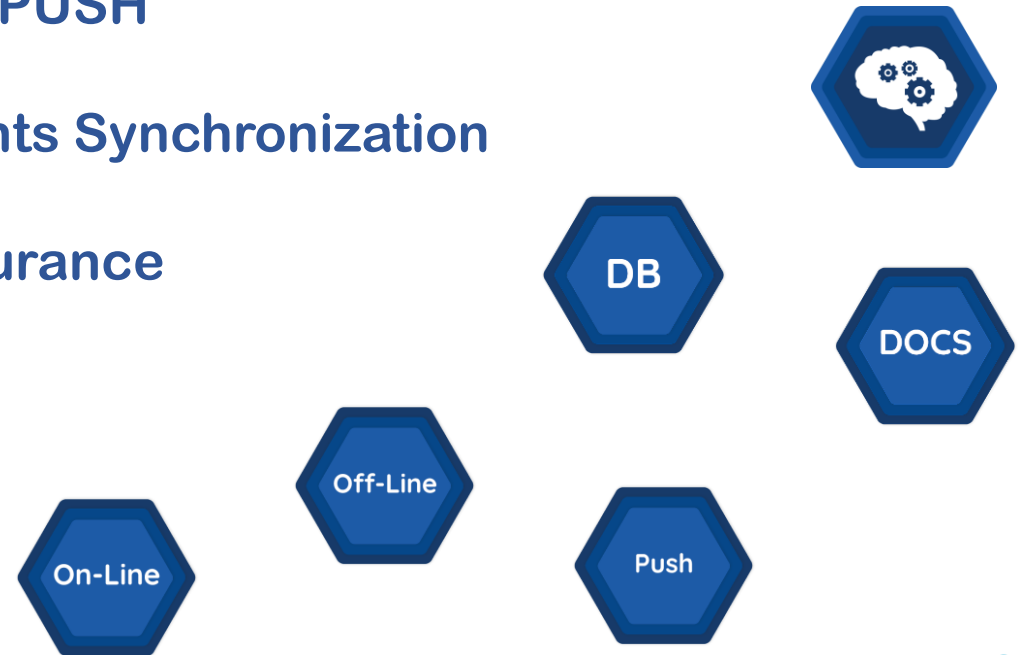 PUSH
nts Synchronization
urance
DB
DOCS
Off-Line
Push
On-Line